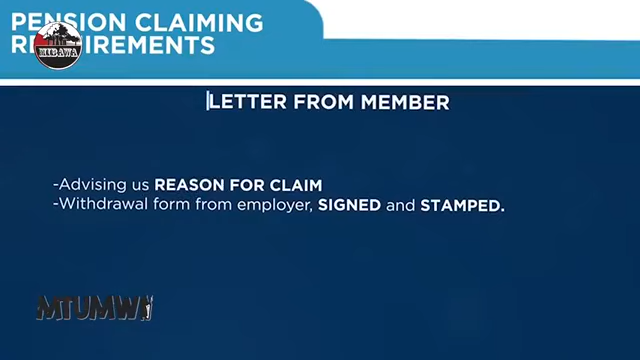 PENSION CLAIMING
REQUIREMENTS
MIBAWA
LETTER FROM MEMBER
-Advising us REASON FOR CLAIM
-Withdrawal form from employer, SIGNED and STAMPED.
MTUMWI